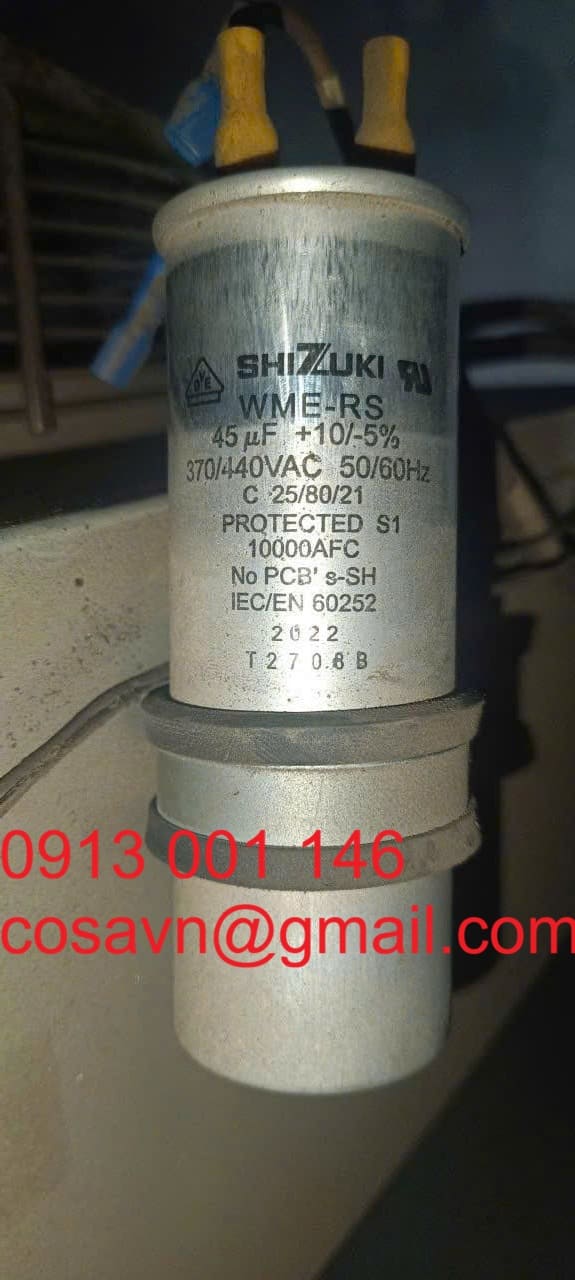 SHIZUKI
WME-RS
45 µF +10/-5%
370/440VAC 50/60Hz
C 25/80/21
PROTECTED S1
10000AFC
No PCB' s-SH
IEC/EN 60252
2022
T2708B
0913 001 146
cosavn@gmail.com